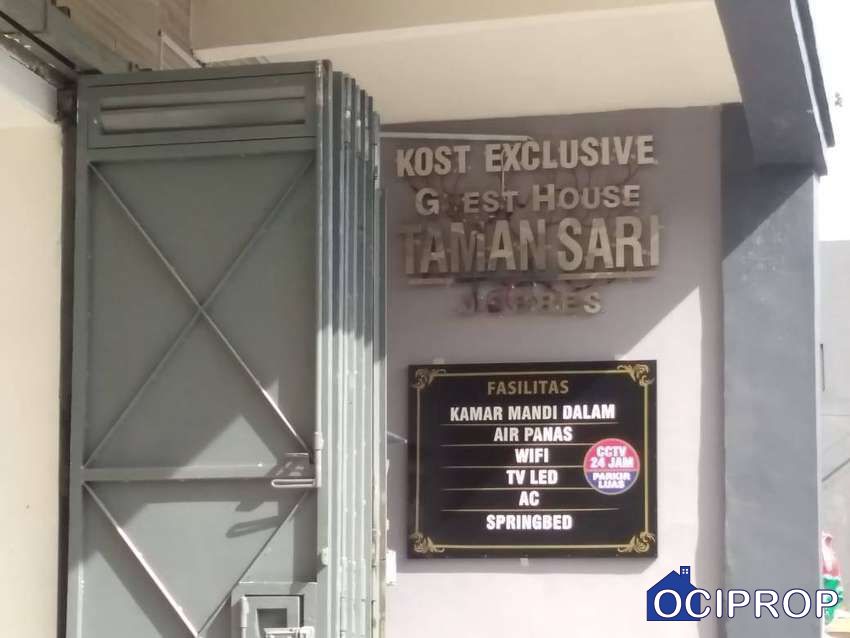 KOST EXCLUSIVE
GUEST HOUSE
TAMAN SARI
JEBRES
FASILITAS
KAMAR MANDI DALAM
AIR PANAS
WIFI
TV LED
AC
SPRINGBED
CCTV
24 JAM
PARKIR
LUAS
OCIPROP